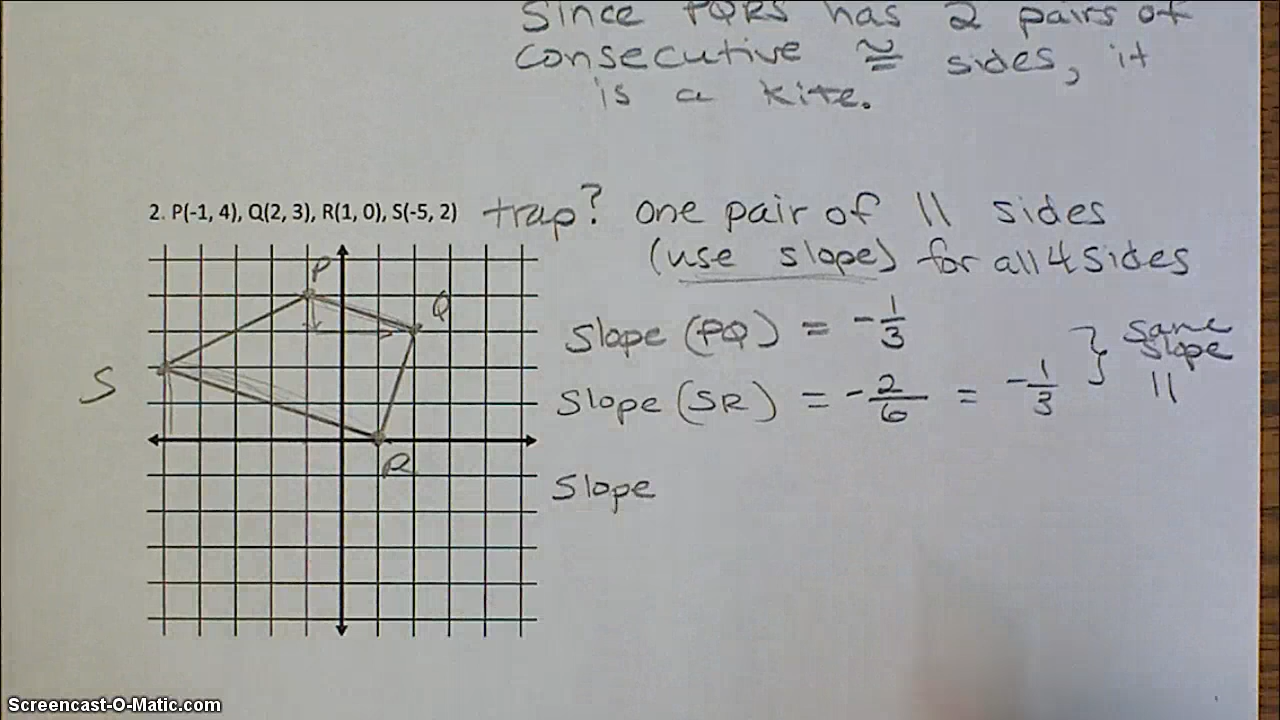 Since PQRS has 2 pairs of
consecutive ≅ sides, it
is a kite.
2. P(-1, 4), Q(2, 3), R(1, 0), S(-5, 2) trap? one pair of || sides
(use slope) for all 4 sides
P
Q
S
R
Slope (PQ) = -1/3
Slope (SR) = -2/6 = -1/3 } same slope ||
Slope
Screencast-O-Matic.com